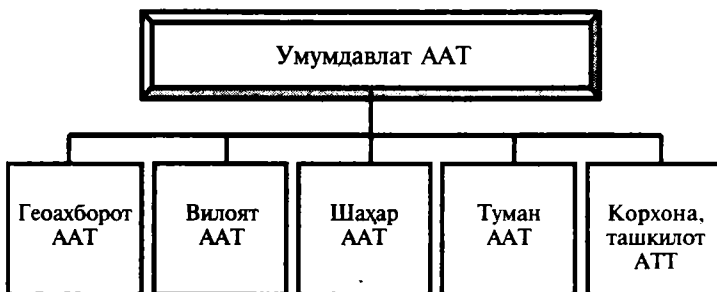 Умумдавлат ААТ
Геоахборот
ААТ
Вилоят
ААТ
Шаҳар
ААТ
Туман
ААТ
Корхона,
ташкилот
АТТ